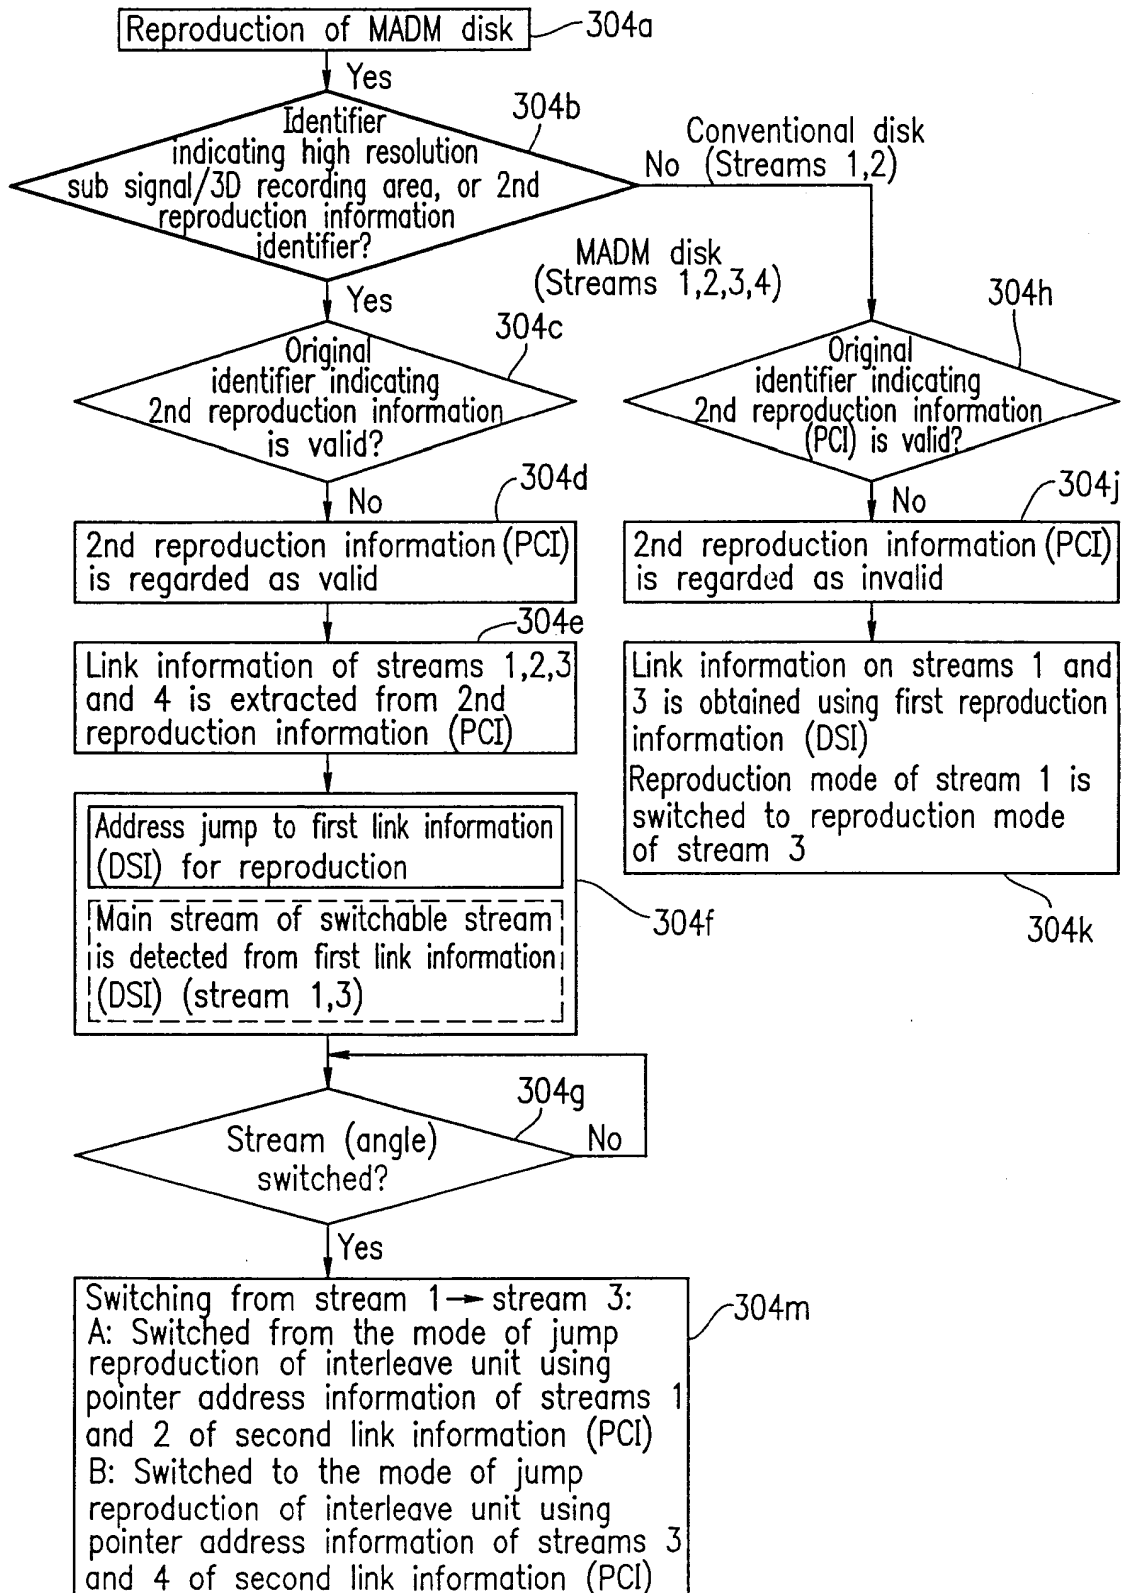 Reproduction of MADM disk
304a
Yes
304b
Identifier
indicating high resolution
sub signal/3D recording area, or 2nd
reproduction information
identifier?
Conventional disk
No (Streams 1,2)
MADM disk
(Streams 1,2,3,4)
Yes
304c
Original
identifier indicating
2nd reproduction information
is valid?
304h
Original
identifier indicating
2nd reproduction information
(PCI) is valid?
No
304d
2nd reproduction information (PCI)
is regarded as valid
No
304j
2nd reproduction information (PCI)
is regarded as invalid
304e
Link information of streams 1,2,3
and 4 is extracted from 2nd
reproduction information (PCI)
Link information on streams 1 and
3 is obtained using first reproduction
information (DSI)
Reproduction mode of stream 1 is
switched to reproduction mode
of stream 3
304k
Address jump to first link information
(DSI) for reproduction
Main stream of switchable stream
is detected from first link information
(DSI) (stream 1,3)
304f
304g
Stream (angle)
switched?
No
Yes
Switching from stream 1→ stream 3:
A: Switched from the mode of jump
reproduction of interleave unit using
pointer address information of streams 1
and 2 of second link information (PCI)
B: Switched to the mode of jump
reproduction of interleave unit using
pointer address information of streams 3
and 4 of second link information (PCI)
304m